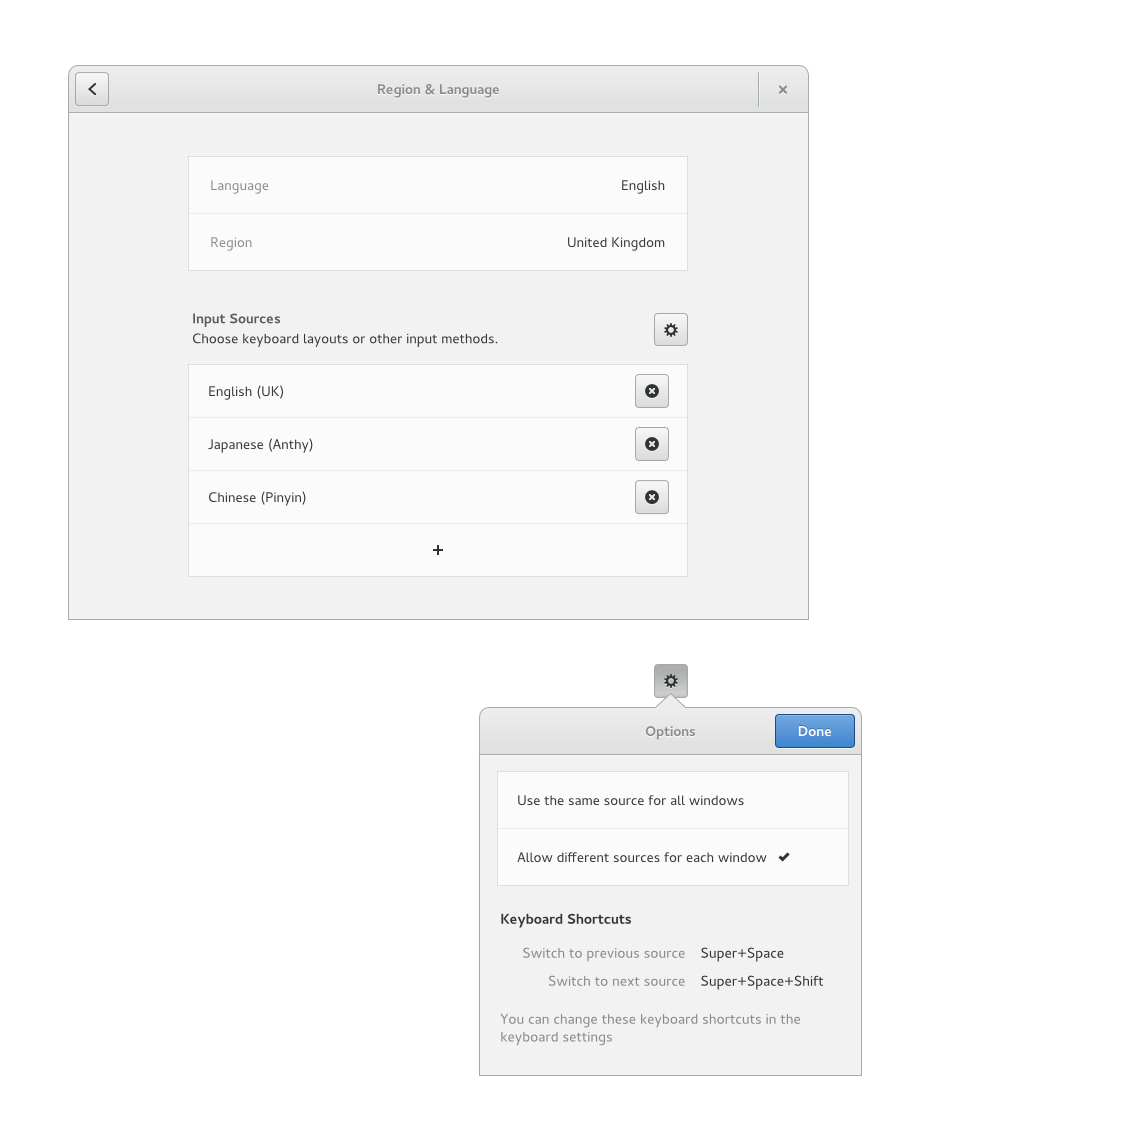 Region & Language
Language English
Region United Kingdom
Input Sources
Choose keyboard layouts or other input methods.
English (UK)
Japanese (Anthy)
Chinese (Pinyin)
Options Done
Use the same source for all windows
Allow different sources for each window
Keyboard Shortcuts
Switch to previous source Super+Space
Switch to next source Super+Space+Shift
You can change these keyboard shortcuts in the
keyboard settings